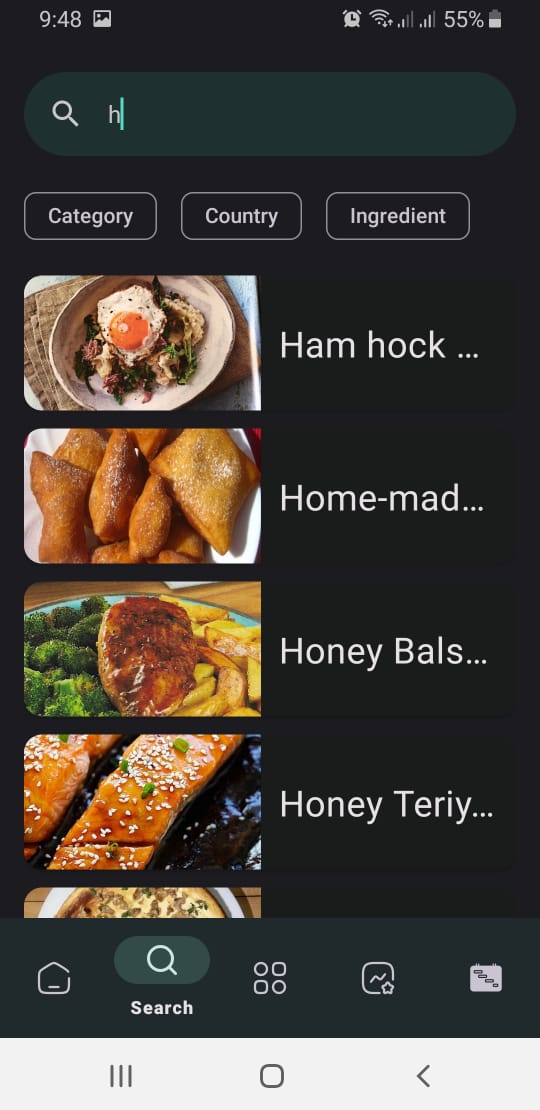 9:48 55%
h
Category Country Ingredient
Ham hock ...
Home-mad...
Honey Bals...
Honey Teriy...
Search